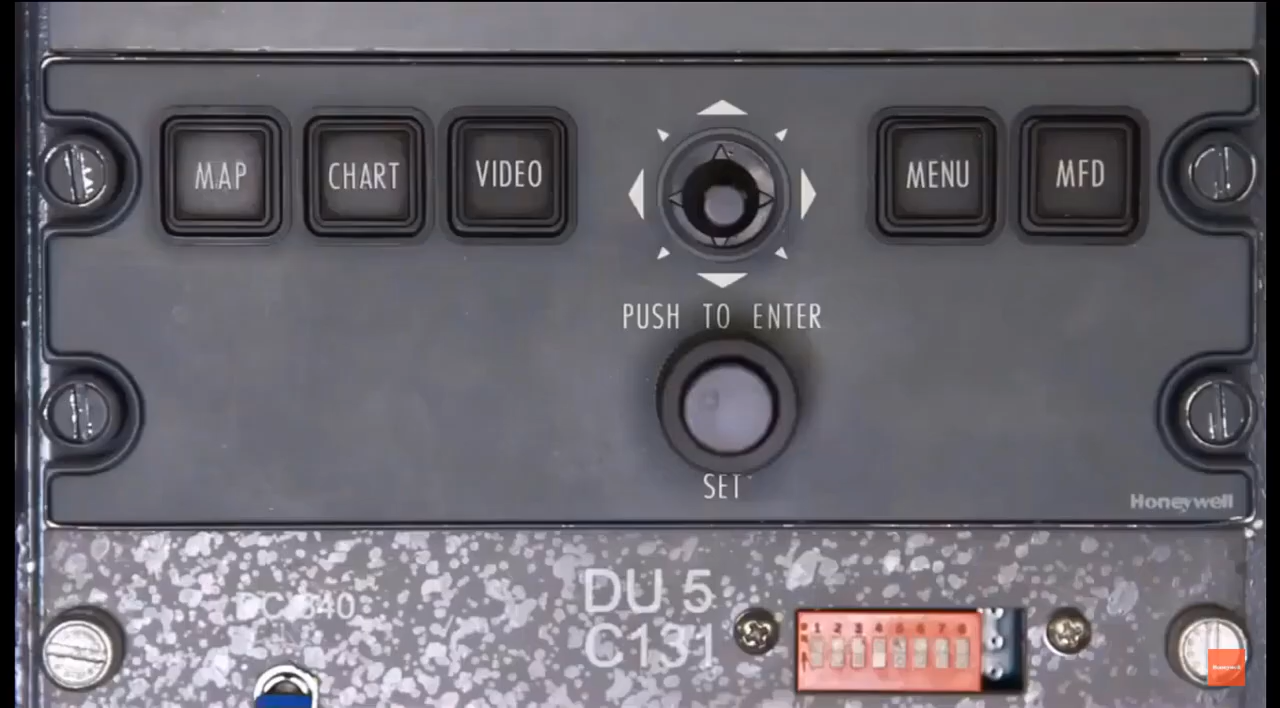 MAP CHART VIDEO MENU MFD
PUSH TO ENTER
SET
Honeywell
DU 5
C131
1 2 3 4 5 6 7 8
Honeywell